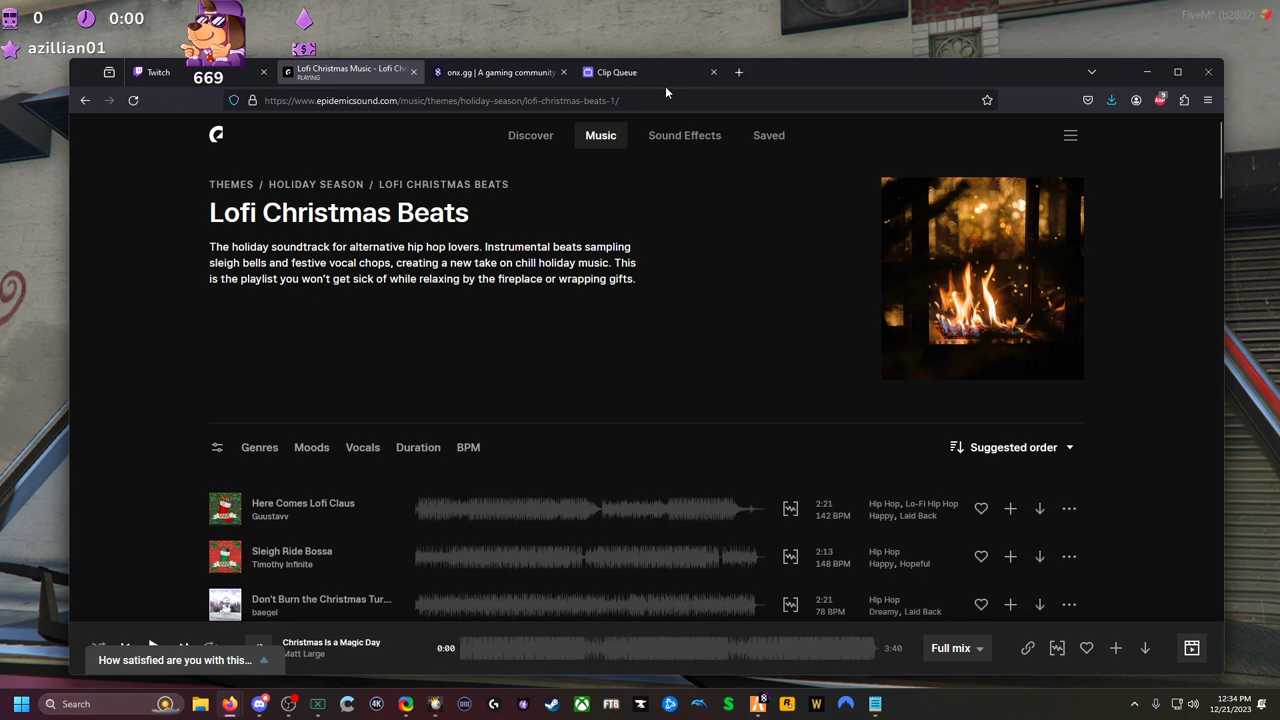 0
0:00
FiveM* (b2802)
azillian01
669
Twitch
Lofi Christmas Music - Lofi Ch
PLAYING
onx.gg | A gaming community
Clip Queue
https://www.epidemicsound.com/music/themes/holiday-season/lofi-christmas-beats-1/
9
Discover
Music
Sound Effects
Saved
THEMES / HOLIDAY SEASON / LOFI CHRISTMAS BEATS
Lofi Christmas Beats
The holiday soundtrack for alternative hip hop lovers. Instrumental beats sampling
sleigh bells and festive vocal chops, creating a new take on chill holiday music. This
is the playlist you won't get sick of while relaxing by the fireplace or wrapping gifts.
Genres
Moods
Vocals
Duration
BPM
Suggested order
Here Comes Lofi Claus
Guustavv
2:21
142 BPM
Hip Hop, Lo-Fi Hip Hop
Happy, Laid Back
Sleigh Ride Bossa
Timothy Infinite
2:13
148 BPM
Hip Hop
Happy, Hopeful
Don't Burn the Christmas Tur...
baegel
2:21
78 BPM
Hip Hop
Dreamy, Laid Back
Christmas Is a Magic Day
Matt Large
0:00
3:40
Full mix
How satisfied are you with this...
Search
4K
FTB
12:34 PM
12/21/2023